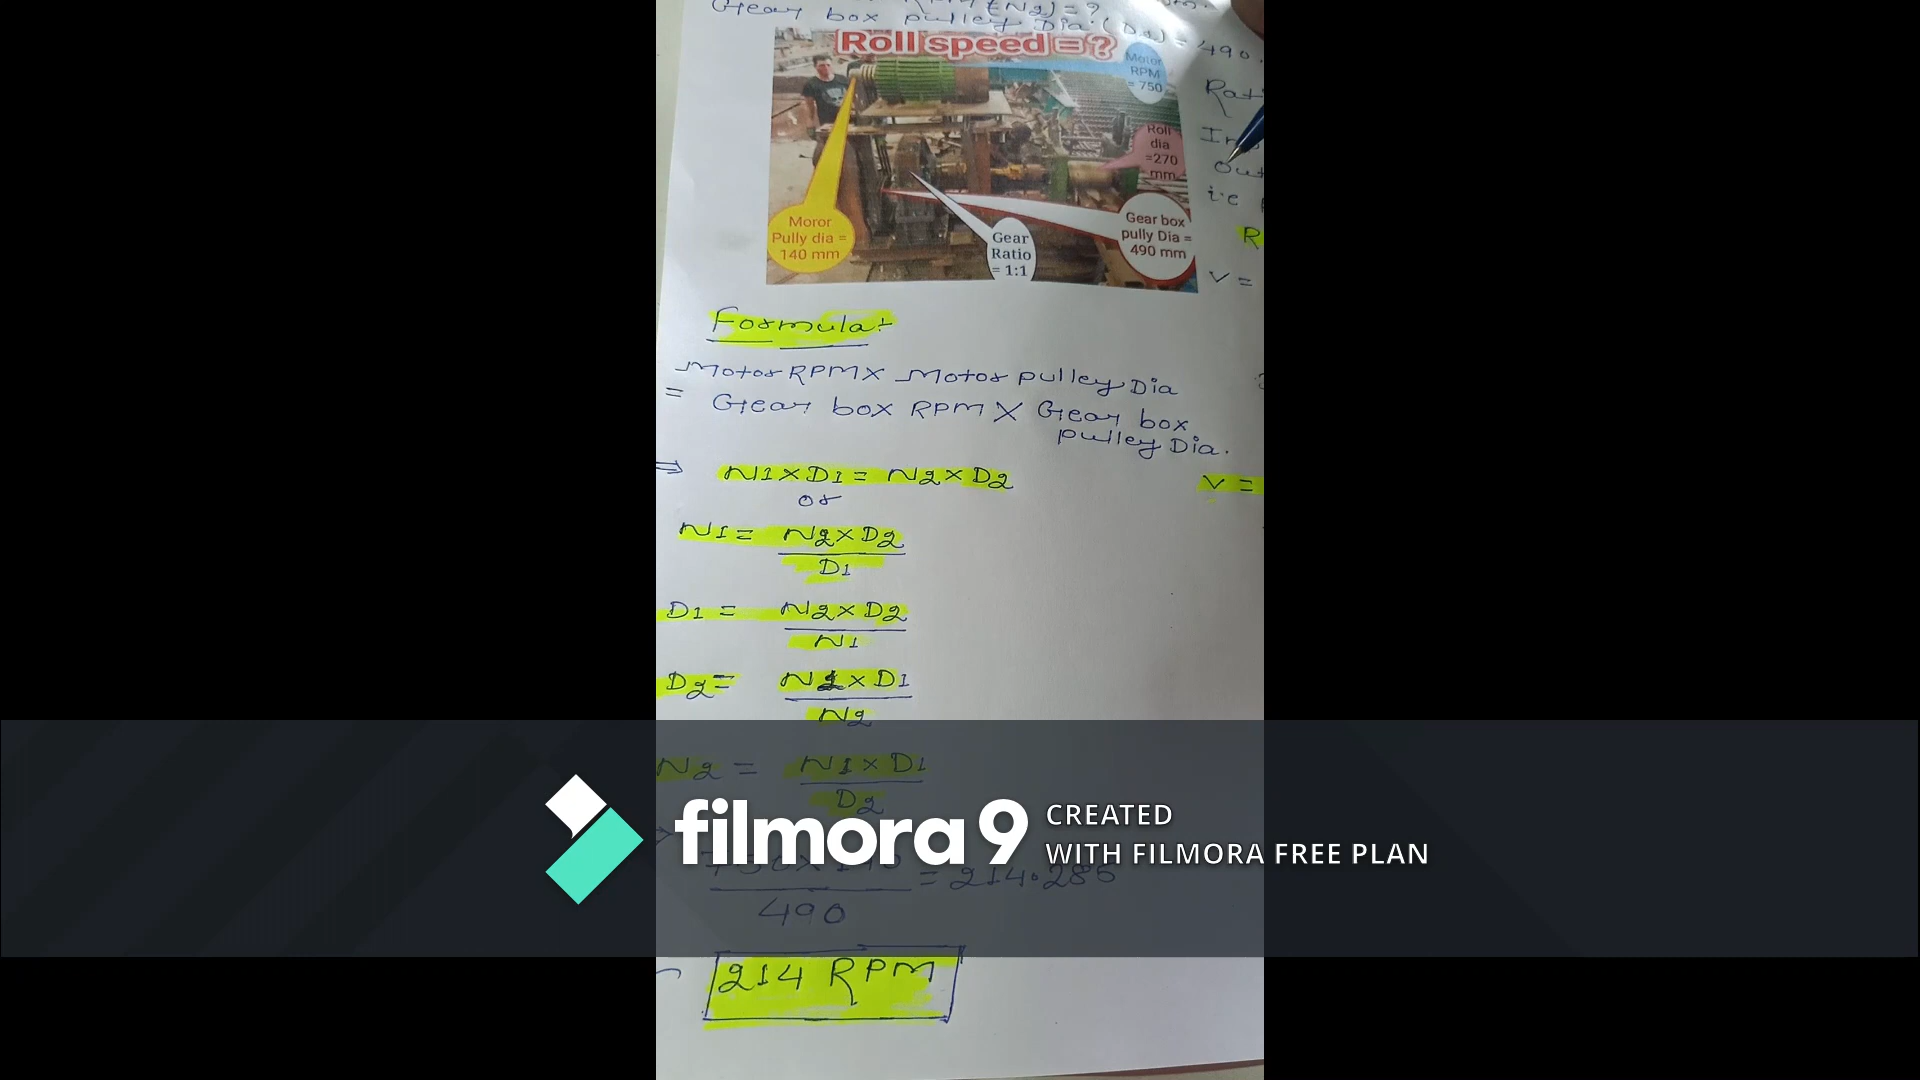 RPM (N2) = ?
Gear box pulley Dia. (D2) = 490.
Roll speed = ?
Motor
RPM
= 750
Roll
dia
=270
mm
Moror
Pully dia =
140 mm
Gear
Ratio
= 1:1
Gear box
pully Dia =
490 mm
i.e
R
V =
Formula:
Motor RPM X Motor pulley Dia
= Gear box RPM X Gear box
pulley Dia.
⇒ N1 × D1 = N2 × D2
or
N1 = N2 × D2
D1
D1 = N2 × D2
N1
D2 = N1 × D1
N2
N2 = N1 × D1
D2
750 X 140
= 214.285
490
214 RPM
V =
filmora 9
CREATED
WITH FILMORA FREE PLAN